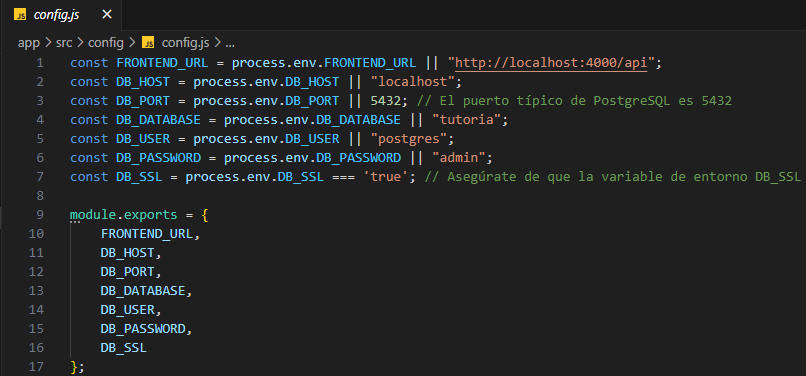 JS config.js ×
app > src > config > JS config.js > ...
1 const FRONTEND_URL = process.env.FRONTEND_URL || "http://localhost:4000/api";
2 const DB_HOST = process.env.DB_HOST || "localhost";
3 const DB_PORT = process.env.DB_PORT || 5432; // El puerto típico de PostgreSQL es 5432
4 const DB_DATABASE = process.env.DB_DATABASE || "tutoria";
5 const DB_USER = process.env.DB_USER || "postgres";
6 const DB_PASSWORD = process.env.DB_PASSWORD || "admin";
7 const DB_SSL = process.env.DB_SSL === 'true'; // Asegúrate de que la variable de entorno DB_SSL
8
9 module.exports = {
10 FRONTEND_URL,
11 DB_HOST,
12 DB_PORT,
13 DB_DATABASE,
14 DB_USER,
15 DB_PASSWORD,
16 DB_SSL
17 };